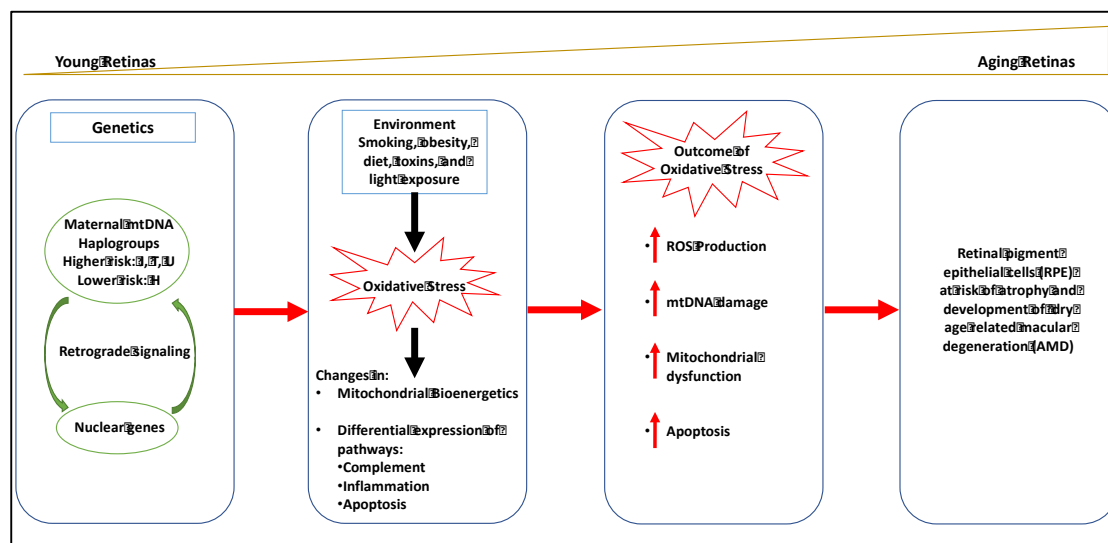 Young Retinas
Aging Retinas
Genetics
Maternal mtDNA
Haplogroups
Higher risk: J, T, U
Lower risk: H
Retrograde signaling
Nuclear genes
Environment
Smoking, obesity,
diet, toxins, and
light exposure
Oxidative Stress
Changes in:
• Mitochondrial Bioenergetics
• Differential expression of
pathways:
•Complement
•Inflammation
•Apoptosis
Outcome of
Oxidative Stress
• ROS Production
• mtDNA damage
• Mitochondrial
dysfunction
• Apoptosis
Retinal pigment
epithelial cells (RPE)
at risk of atrophy and
development of dry
age related macular
degeneration (AMD)